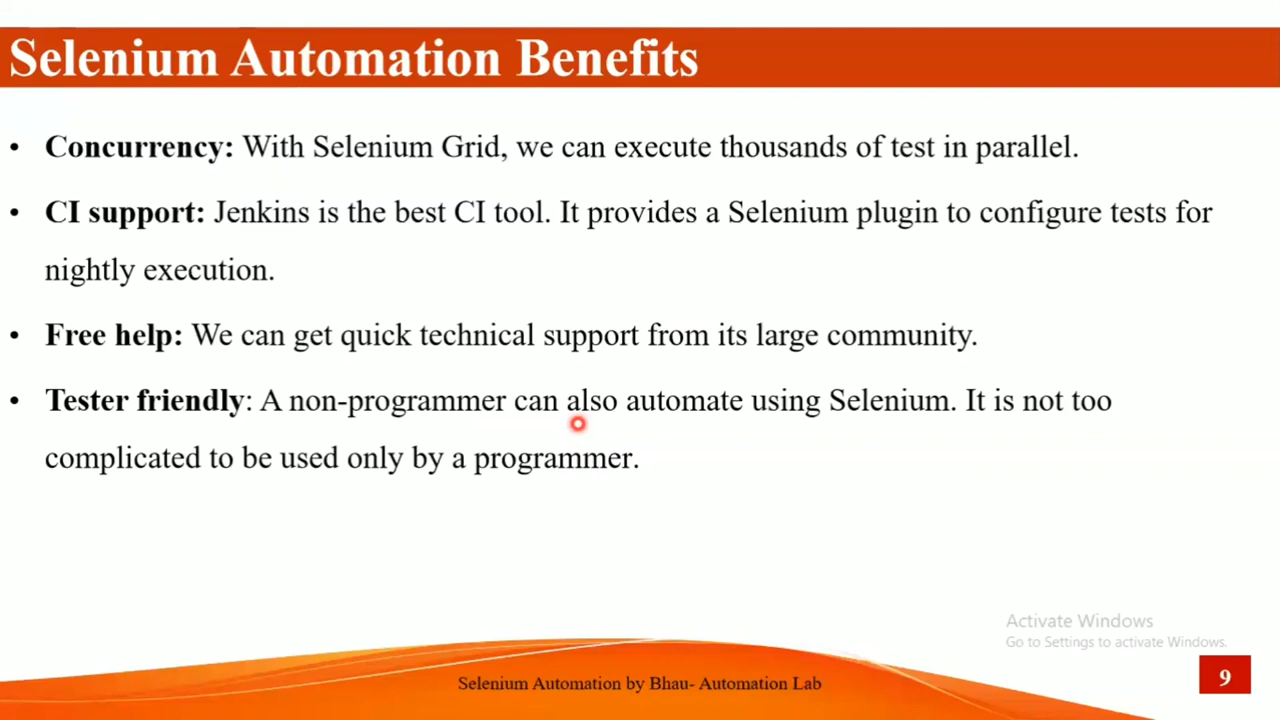 Selenium Automation Benefits
• Concurrency: With Selenium Grid, we can execute thousands of test in parallel.
• CI support: Jenkins is the best CI tool. It provides a Selenium plugin to configure tests for
nightly execution.
• Free help: We can get quick technical support from its large community.
• Tester friendly: A non-programmer can also automate using Selenium. It is not too
complicated to be used only by a programmer.
Activate Windows
Go to Settings to activate Windows.
Selenium Automation by Bhau- Automation Lab
9